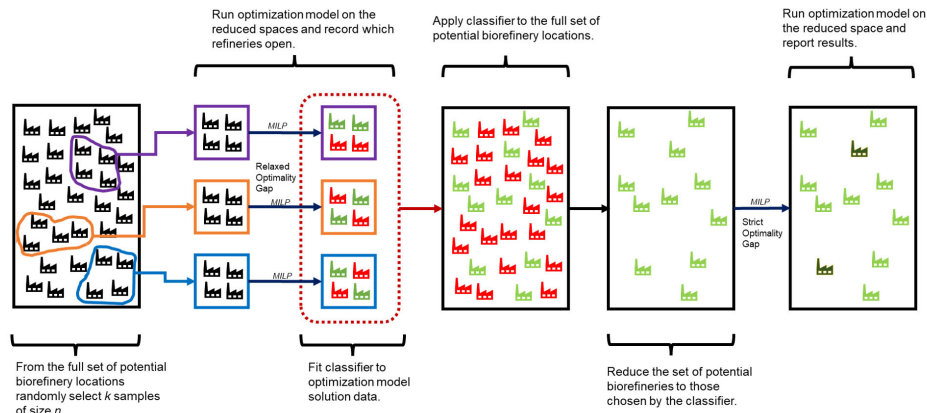 Run optimization model on the
reduced spaces and record which
refineries open.
Apply classifier to the full set of
potential biorefinery locations.
Run optimization model on
the reduced space and
report results.
MILP
Relaxed
Optimality
Gap
MILP
MILP
MILP
Strict
Optimality
Gap
From the full set of potential
biorefinery locations
randomly select k samples
of size n.
Fit classifier to
optimization model
solution data.
Reduce the set of potential
biorefineries to those
chosen by the classifier.